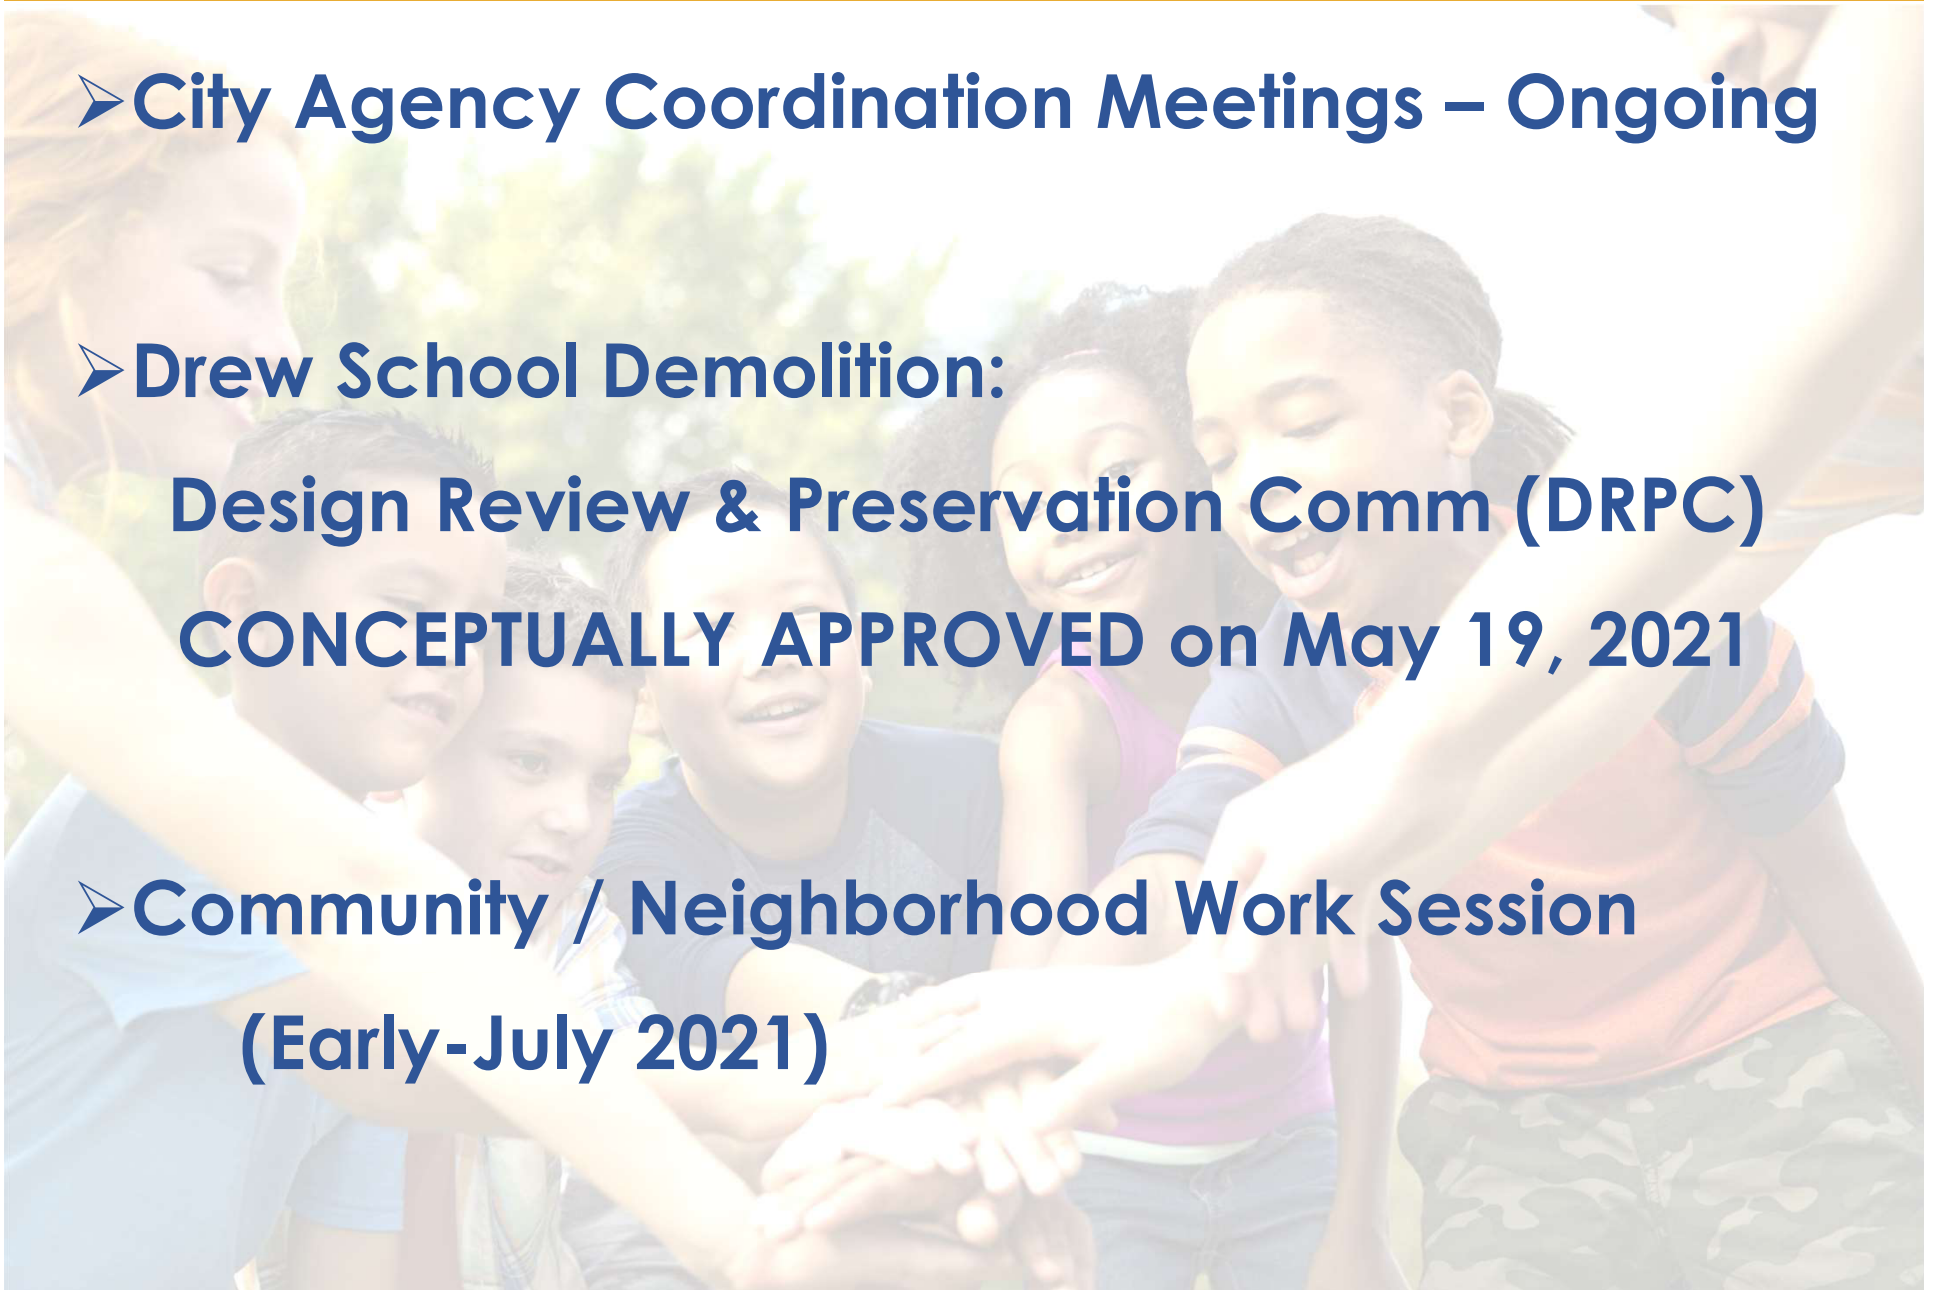 ➢City Agency Coordination Meetings – Ongoing
➢Drew School Demolition:
Design Review & Preservation Comm (DRPC)
CONCEPTUALLY APPROVED on May 19, 2021
➢Community / Neighborhood Work Session
(Early-July 2021)